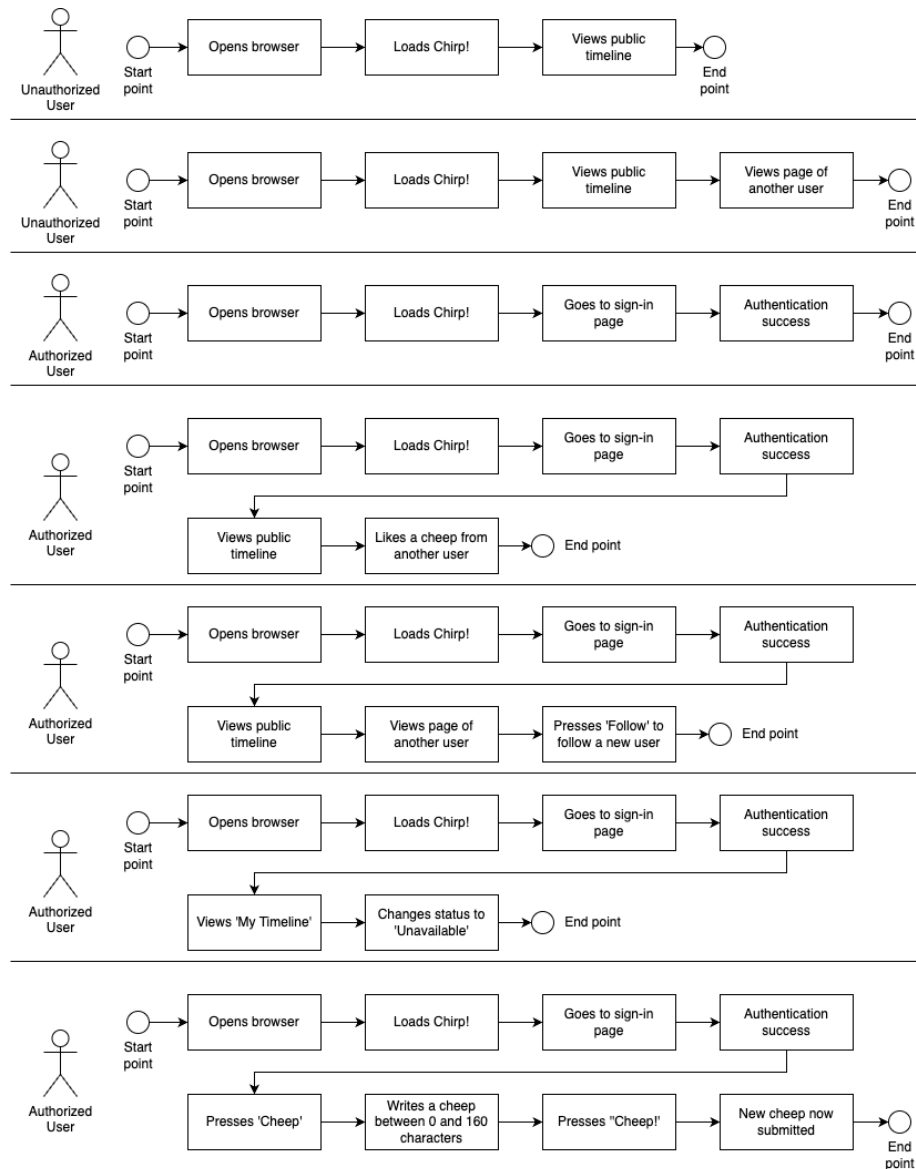 Opens browser
Loads Chirp!
Views public
timeline
Start
point
End
point
Unauthorized
User
Opens browser
Loads Chirp!
Views public
timeline
Views page of
another user
Start
point
End
point
Unauthorized
User
Opens browser
Loads Chirp!
Goes to sign-in
page
Authentication
success
Start
point
End
point
Authorized
User
Opens browser
Loads Chirp!
Goes to sign-in
page
Authentication
success
Start
point
Authorized
User
Views public
timeline
Likes a cheep from
another user
End point
Opens browser
Loads Chirp!
Goes to sign-in
page
Authentication
success
Start
point
Authorized
User
Views public
timeline
Views page of
another user
Presses 'Follow' to
follow a new user
End point
Opens browser
Loads Chirp!
Goes to sign-in
page
Authentication
success
Start
point
Authorized
User
Views 'My Timeline'
Changes status to
'Unavailable'
End point
Opens browser
Loads Chirp!
Goes to sign-in
page
Authentication
success
Start
point
Authorized
User
Presses 'Cheep'
Writes a cheep
between 0 and 160
characters
Presses "Cheep!'
New cheep now
submitted
End
point